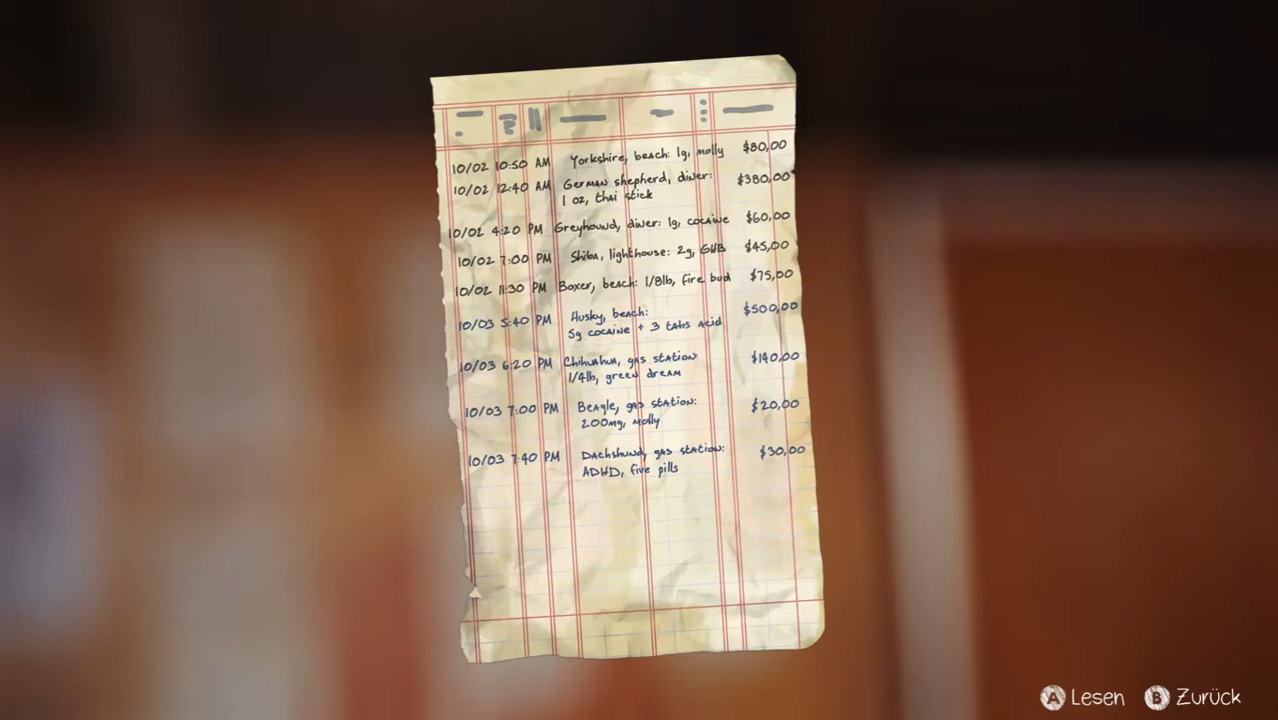 10/02 10:50 AM Yorkshire, beach: 1g, molly $80,00
10/02 12:40 AM German shepherd, diner: $380,00
1 oz, thai stick
10/02 4:20 PM Greyhound, diner: 1g, cocaine $60,00
10/02 7:00 PM Shiba, lighthouse: 2g, GHB $45,00
10/02 11:30 PM Boxer, beach: 1/8lb, fire bud $75,00
10/03 5:40 PM Husky, beach: $500,00
5g cocaine + 3 tabs acid
10/03 6:20 PM Chihuahua, gas station: $140,00
1/4lb, green dream
10/03 7:00 PM Beagle, gas station: $20,00
200mg, molly
10/03 7:40 PM Dachshund, gas station: $30,00
ADHD, five pills
A Lesen B Zurück